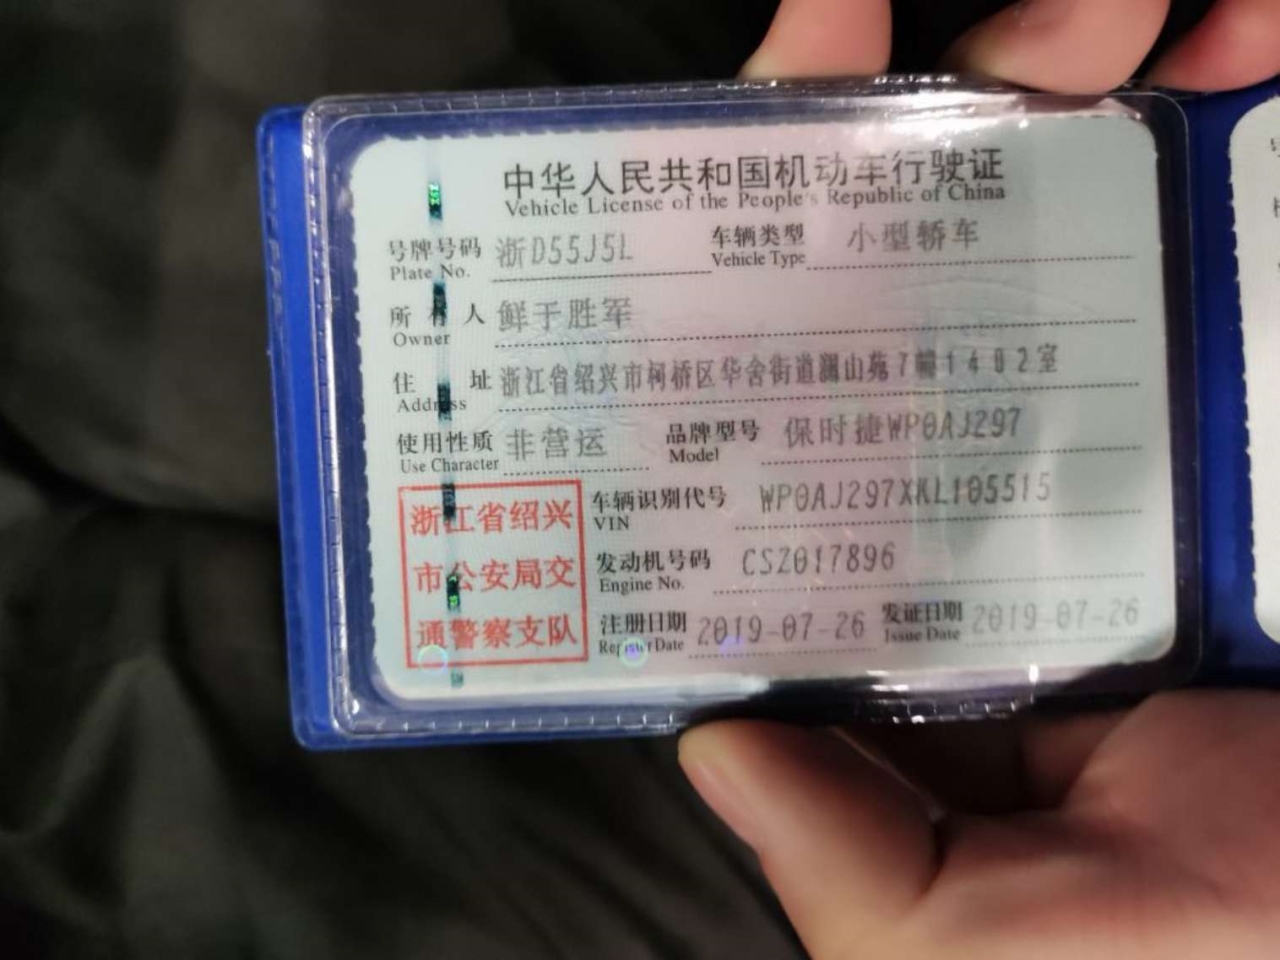 中华人民共和国机动车行驶证
Vehicle License of the People's Republic of China
号牌号码 浙D55J5L 车辆类型 小型轿车
Plate No. Vehicle Type
所有人 鲜于胜军
Owner
住址 浙江省绍兴市柯桥区华舍街道澜山苑7幢1402室
Address
使用性质 非营运 品牌型号 保时捷WP0AJ297
Use Character Model
浙江省绍兴
市公安局交
通警察支队
车辆识别代号 WP0AJ297XKL105515
VIN
发动机号码 CSZ017896
Engine No.
注册日期 2019-07-26 发证日期 2019-07-26
Register Date Issue Date